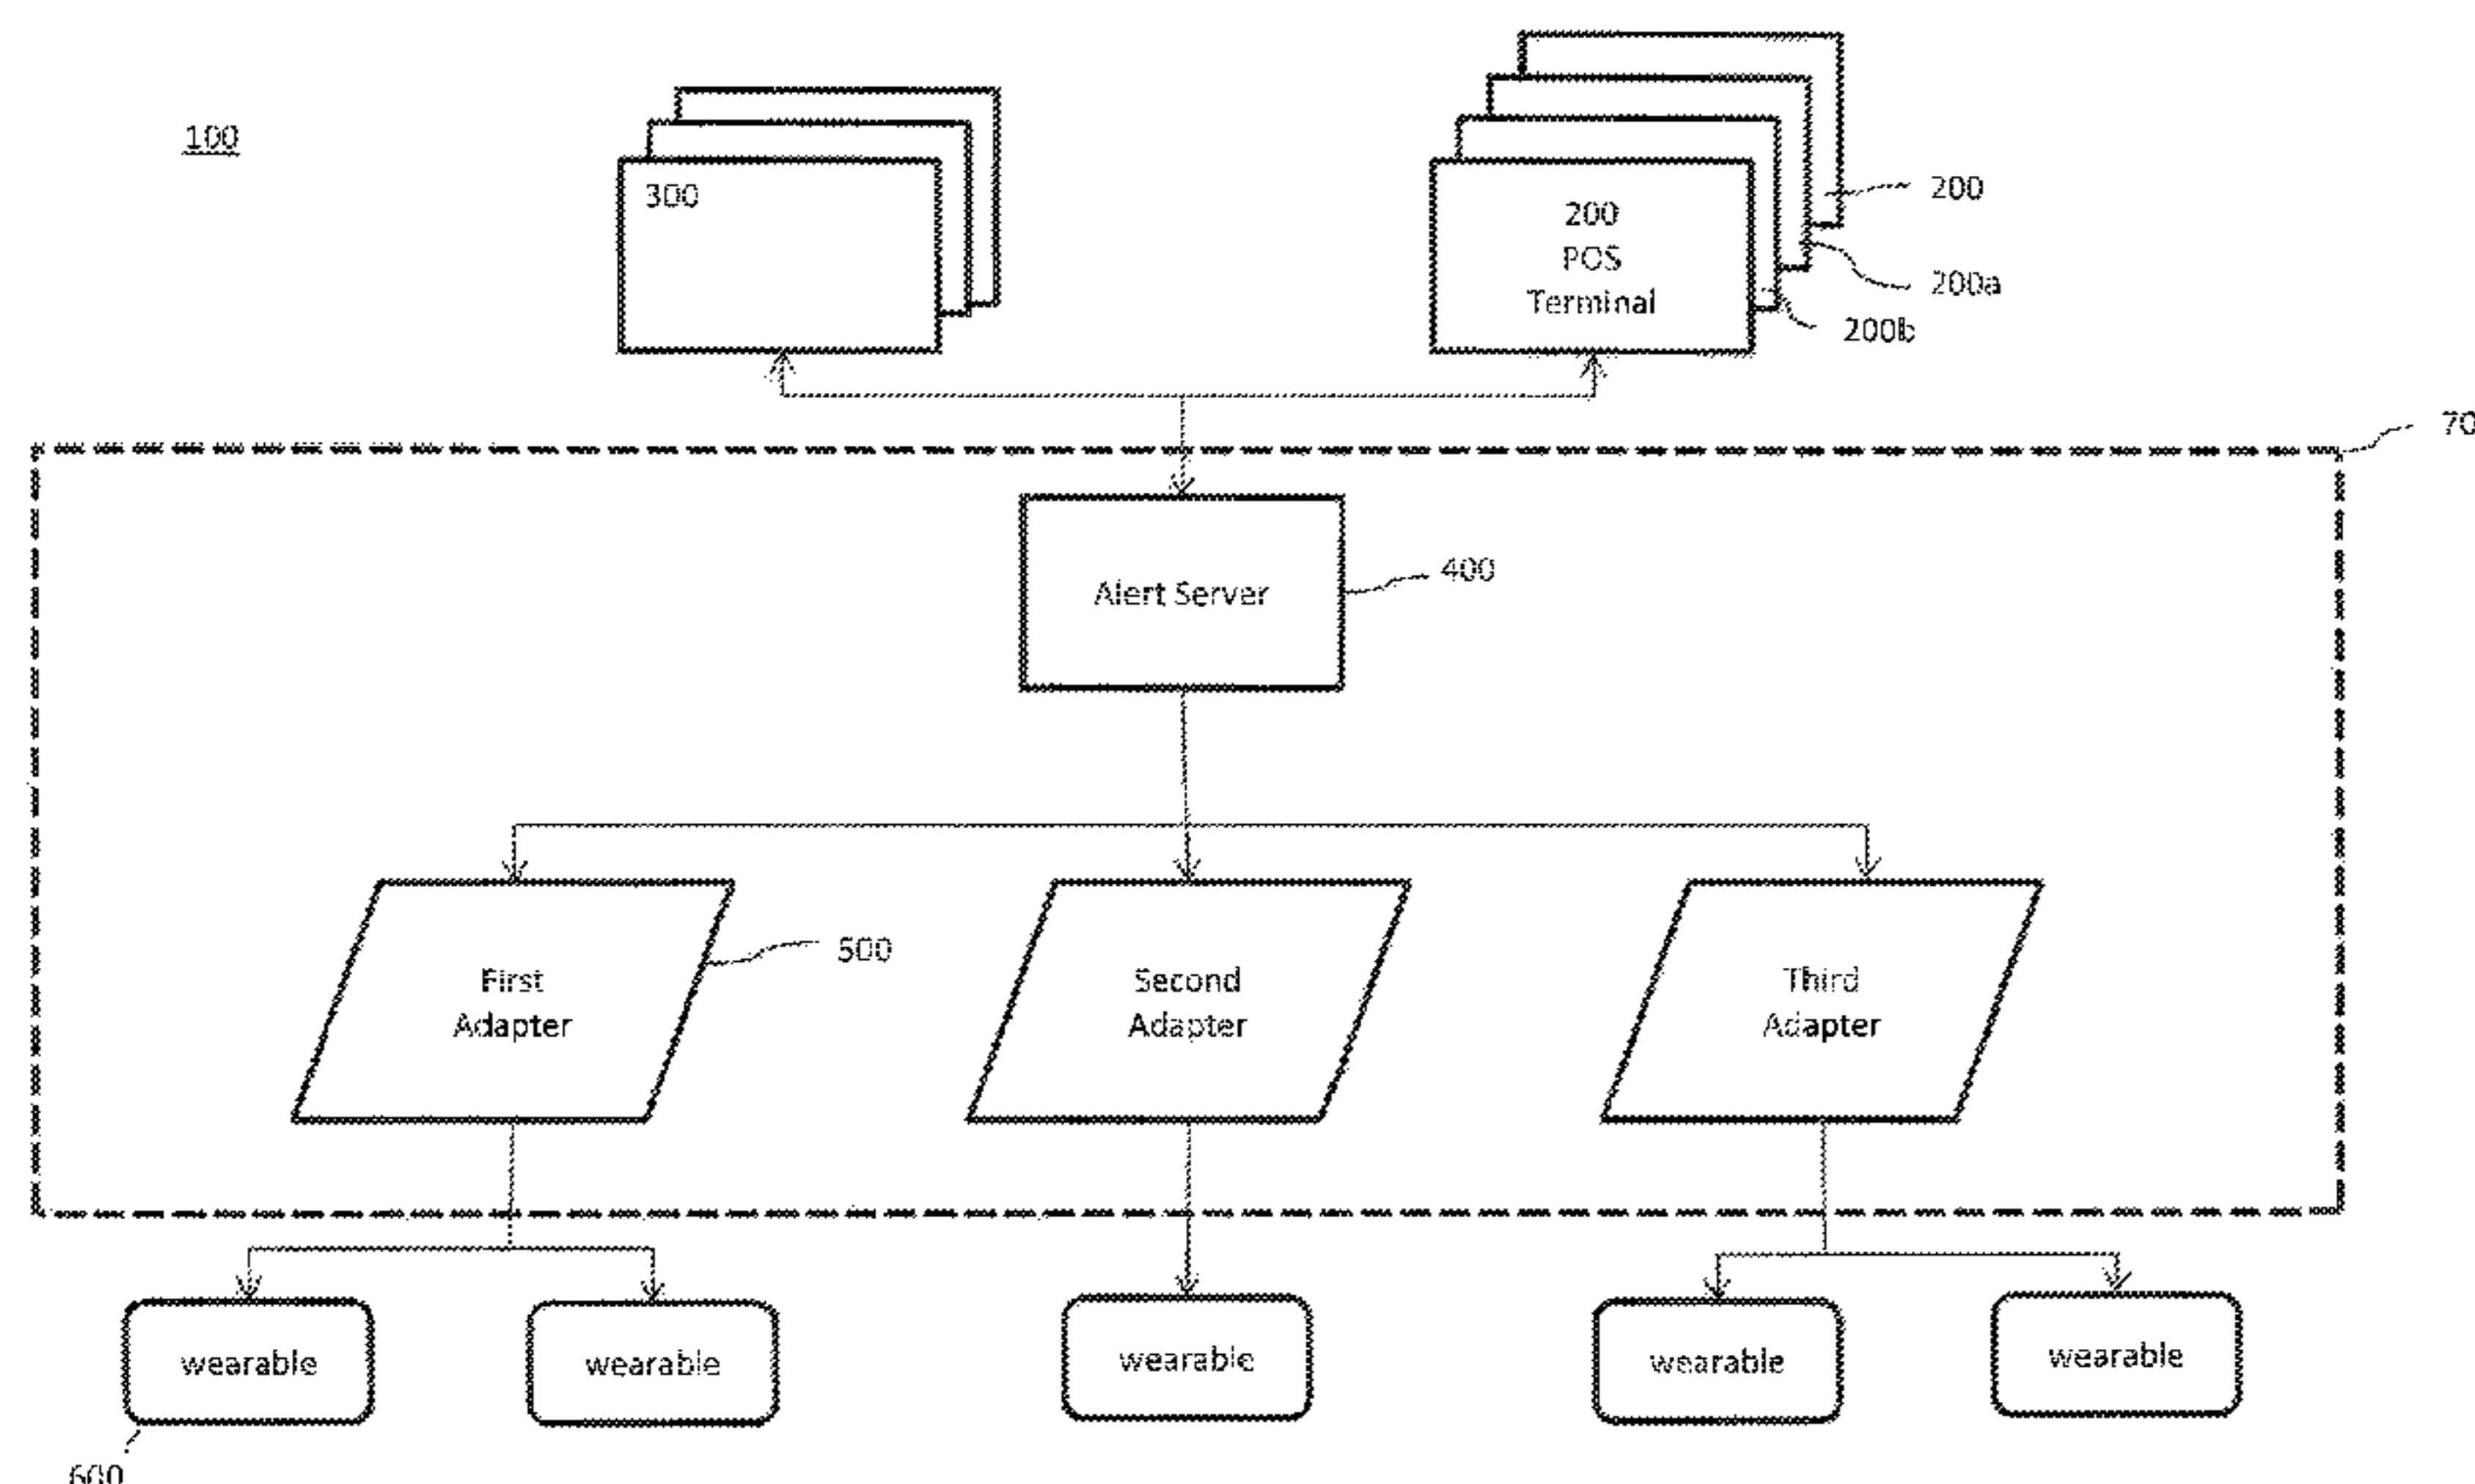 100
300
200
POS
Terminal
200
200a
200b
70
Alert Server
400
First
Adapter
500
Second
Adapter
Third
Adapter
wearable
wearable
wearable
wearable
wearable
600